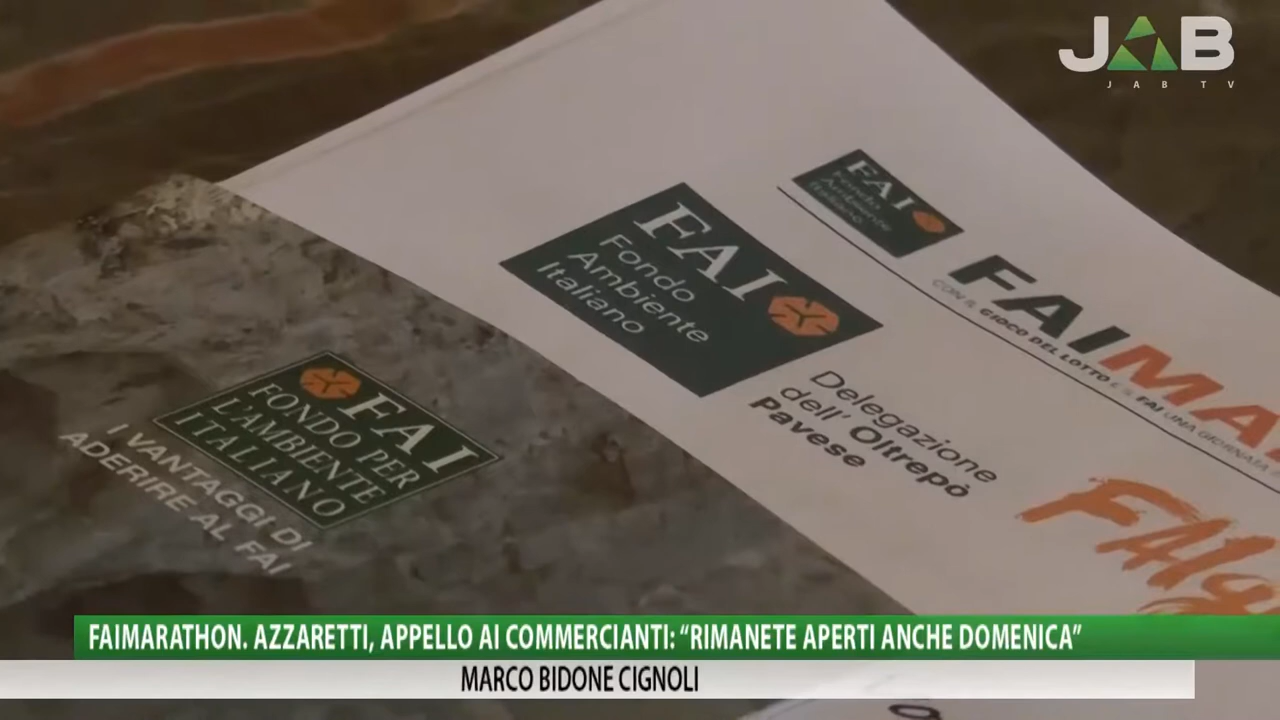 JAB
JAB TV
FAI
Fondo
Ambiente
Italiano
FAI
Fondo
Ambiente
Italiano
CON IL GIOCO DEL LOTTO E IL FAI UNA GIORNATA
Delegazione
dell' Oltrepò
Pavese
FAI
FONDO PER
L'AMBIENTE
ITALIANO
I VANTAGGI DI
ADERIRE AL FAI
FAIMARATHON. AZZARETTI, APPELLO AI COMMERCIANTI: “RIMANETE APERTI ANCHE DOMENICA”
MARCO BIDONE CIGNOLI